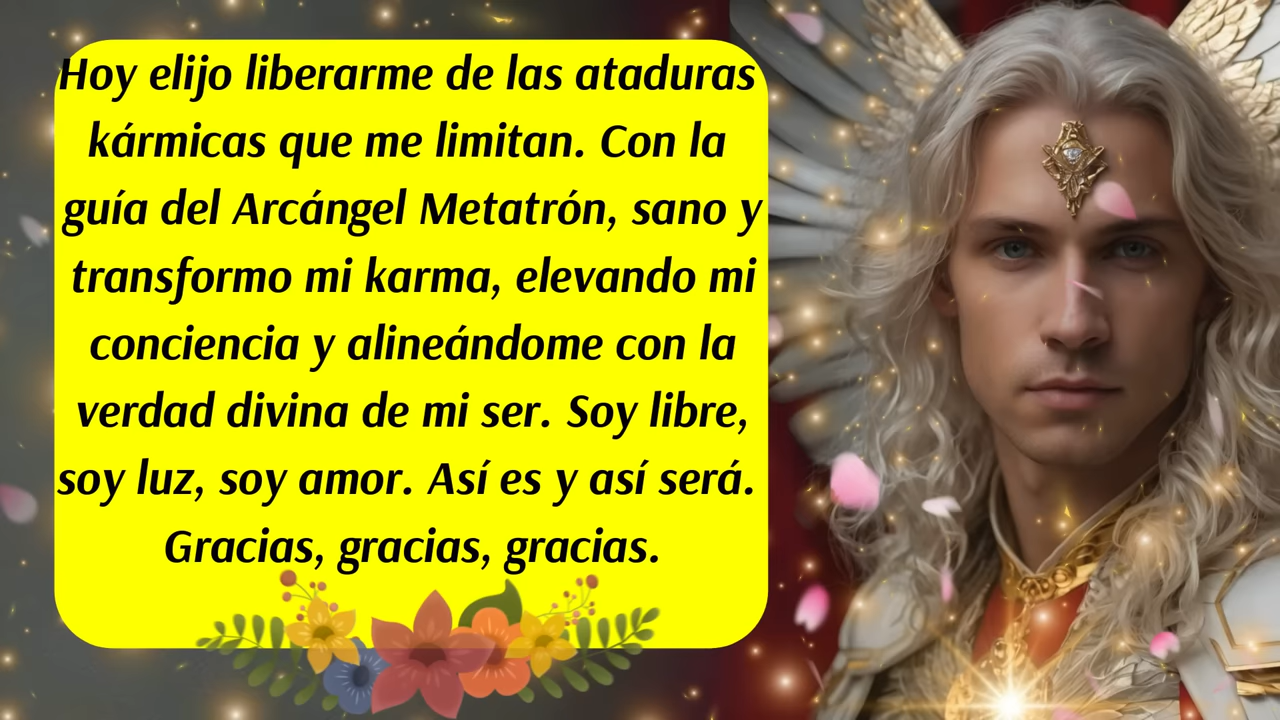 Hoy elijo liberarme de las ataduras
kármicas que me limitan. Con la
guía del Arcángel Metatrón, sano y
transformo mi karma, elevando mi
conciencia y alineándome con la
verdad divina de mi ser. Soy libre,
soy luz, soy amor. Así es y así será.
Gracias, gracias, gracias.